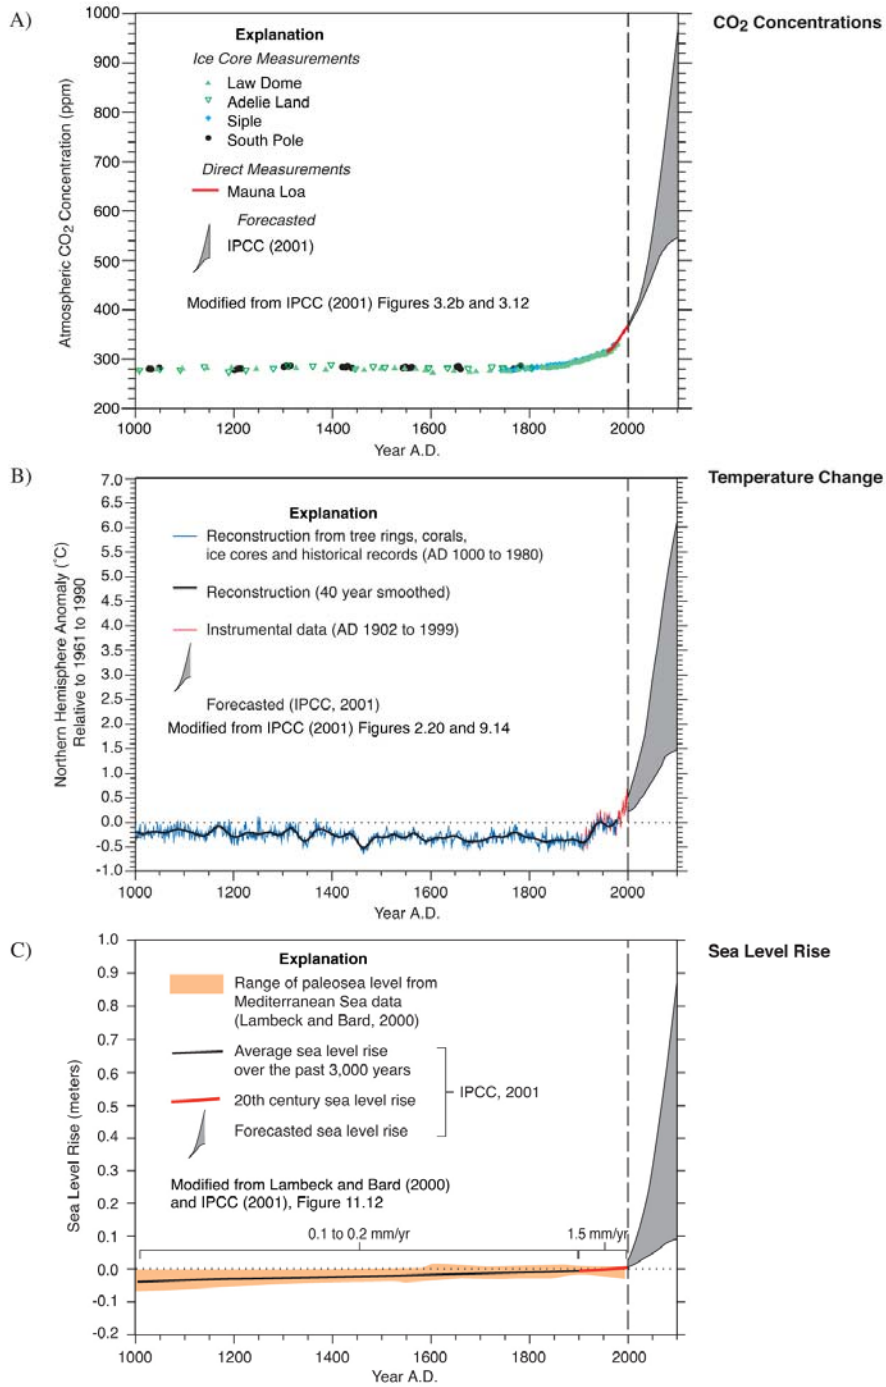 A)
CO2 Concentrations
1000
900
800
700
600
500
400
300
200
Atmospheric CO2 Concentration (ppm)
Explanation
Ice Core Measurements
Law Dome
Adelie Land
Siple
South Pole
Direct Measurements
Mauna Loa
Forecasted
IPCC (2001)
Modified from IPCC (2001) Figures 3.2b and 3.12
1000 1200 1400 1600 1800 2000
Year A.D.
B)
Temperature Change
7.0
6.5
6.0
5.5
5.0
4.5
4.0
3.5
3.0
2.5
2.0
1.5
1.0
0.5
0.0
-0.5
-1.0
Northern Hemisphere Anomaly (°C)
Relative to 1961 to 1990
Explanation
Reconstruction from tree rings, corals,
ice cores and historical records (AD 1000 to 1980)
Reconstruction (40 year smoothed)
Instrumental data (AD 1902 to 1999)
Forecasted (IPCC, 2001)
Modified from IPCC (2001) Figures 2.20 and 9.14
1000 1200 1400 1600 1800 2000
Year A.D.
C)
Sea Level Rise
1.0
0.9
0.8
0.7
0.6
0.5
0.4
0.3
0.2
0.1
0.0
-0.1
-0.2
Sea Level Rise (meters)
Explanation
Range of paleosea level from
Mediterranean Sea data
(Lambeck and Bard, 2000)
Average sea level rise
over the past 3,000 years
20th century sea level rise
Forecasted sea level rise
IPCC, 2001
Modified from Lambeck and Bard (2000)
and IPCC (2001), Figure 11.12
0.1 to 0.2 mm/yr
1.5 mm/yr
1000 1200 1400 1600 1800 2000
Year A.D.